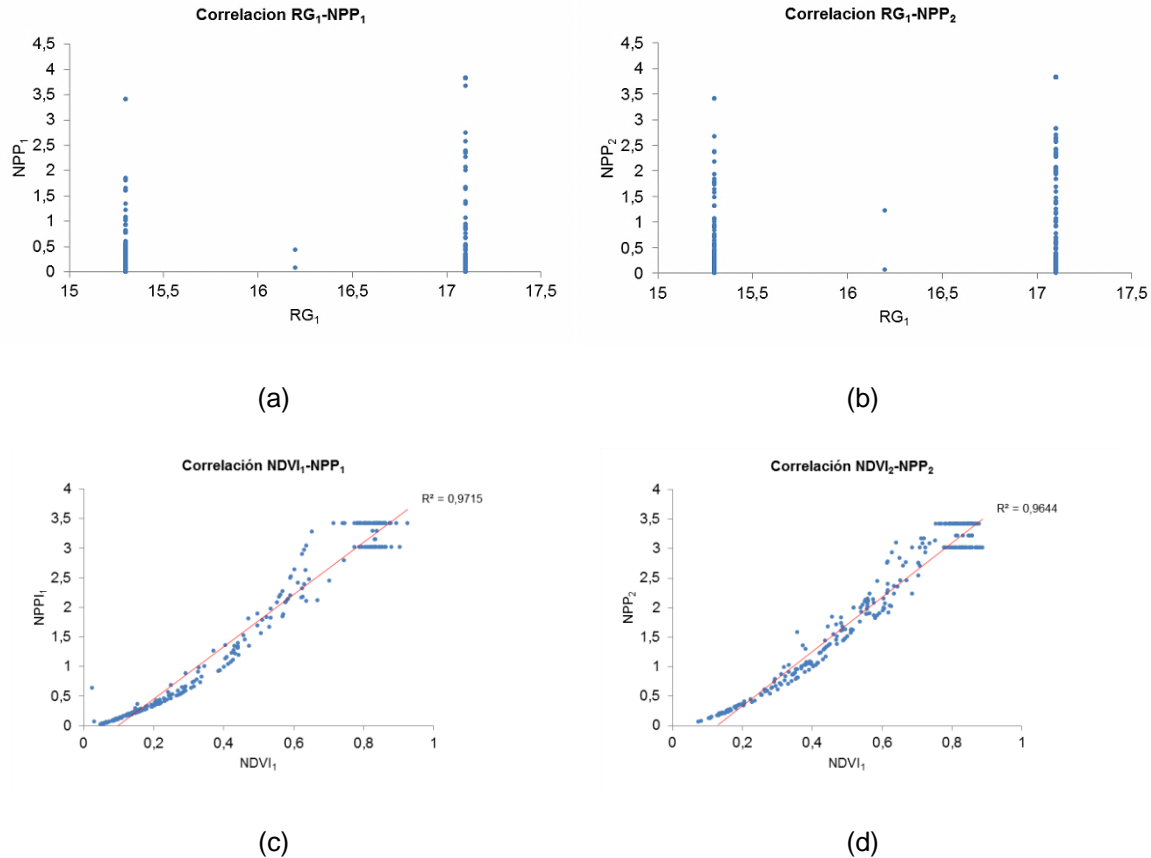 Correlacion RG₁-NPP₁
4,5
4
3,5
3
2,5
2
1,5
1
0,5
0
NPP₁
15 15,5 16 16,5 17 17,5
RG₁
(a)
Correlacion RG₁-NPP₂
4,5
4
3,5
3
2,5
2
1,5
1
0,5
0
NPP₂
15 15,5 16 16,5 17 17,5
RG₁
(b)
Correlación NDVI₁-NPP₁
4
3,5
3
2,5
2
1,5
1
0,5
0
NPPI₁
R² = 0,9715
0 0,2 0,4 0,6 0,8 1
NDVI₁
(c)
Correlación NDVI₂-NPP₂
4
3,5
3
2,5
2
1,5
1
0,5
0
NPP₂
R² = 0,9644
0 0,2 0,4 0,6 0,8 1
NDVI₁
(d)